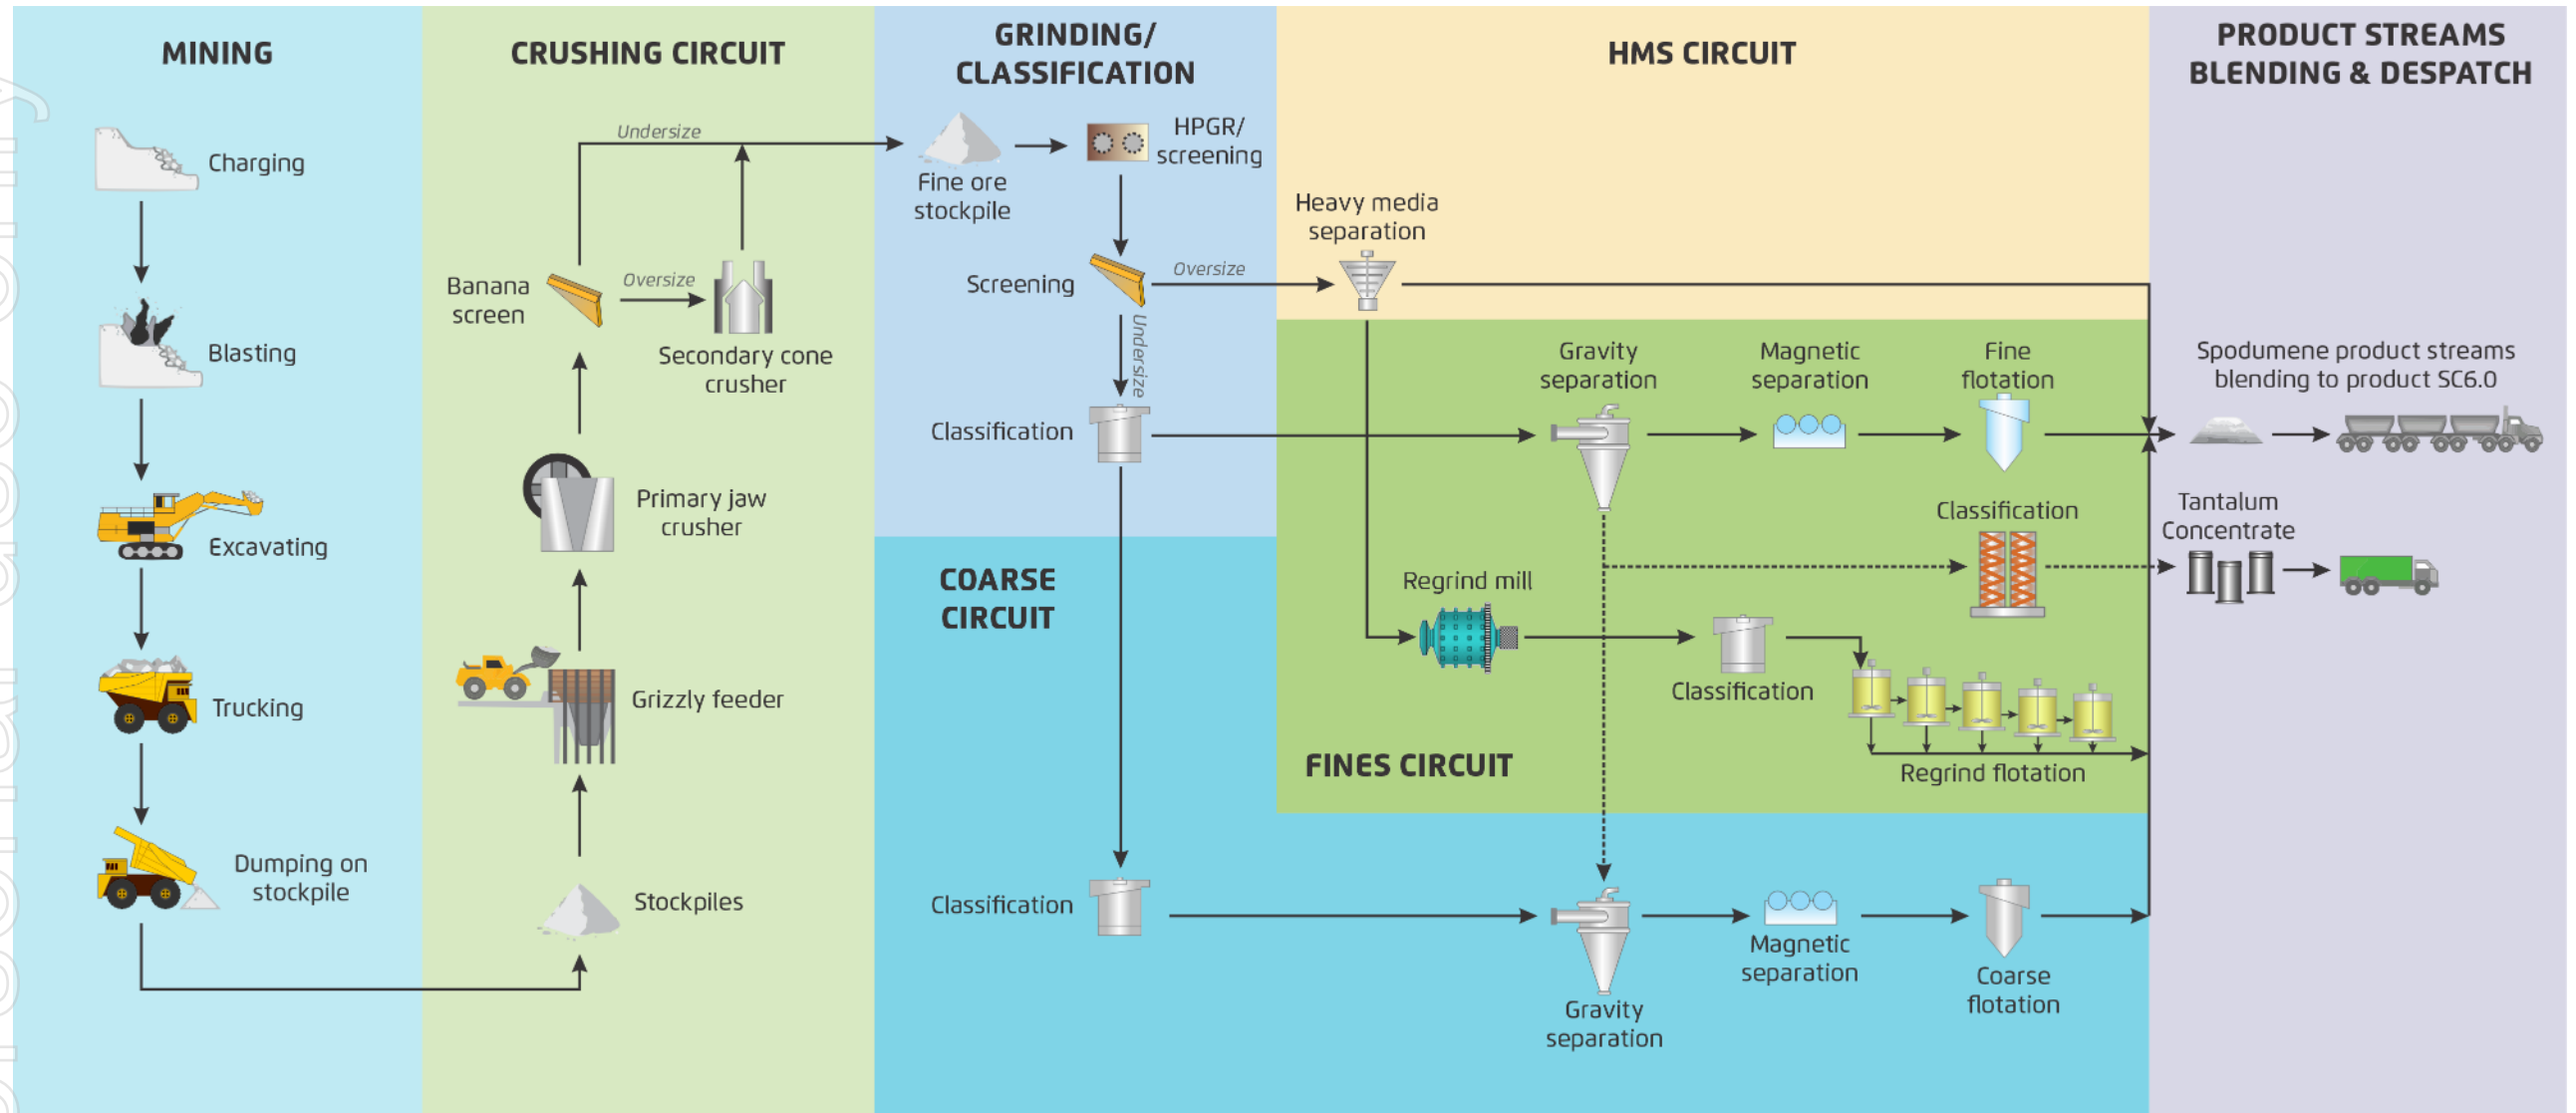 MINING
Charging
Blasting
Excavating
Trucking
Dumping on
stockpile
CRUSHING CIRCUIT
Undersize
Banana
screen
Oversize
Secondary cone
crusher
Primary jaw
crusher
Grizzly feeder
Stockpiles
GRINDING/
CLASSIFICATION
Fine ore
stockpile
HPGR/
screening
Screening
Oversize
Undersize
Classification
COARSE
CIRCUIT
Classification
HMS CIRCUIT
Heavy media
separation
Gravity
separation
Magnetic
separation
Fine
flotation
Classification
Regrind mill
Classification
Regrind flotation
FINES CIRCUIT
Gravity
separation
Magnetic
separation
Coarse
flotation
PRODUCT STREAMS
BLENDING & DESPATCH
Spodumene product streams
blending to product SC6.0
Tantalum
Concentrate